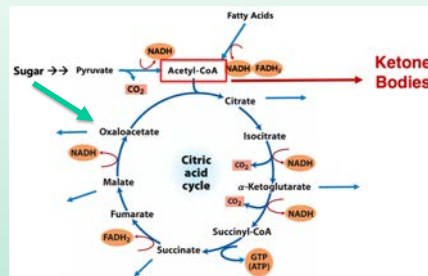 Fatty Acids
NADH
Sugar →→ Pyruvate
Acetyl-CoA
NADH
FADH₂
Ketone
Bodies
CO₂
Citrate
Oxaloacetate
Isocitrate
NADH
Citric
acid
cycle
CO₂
NADH
Malate
α-Ketoglutarate
CO₂
NADH
Fumarate
Succinyl-CoA
FADH₂
Succinate
GTP
(ATP)